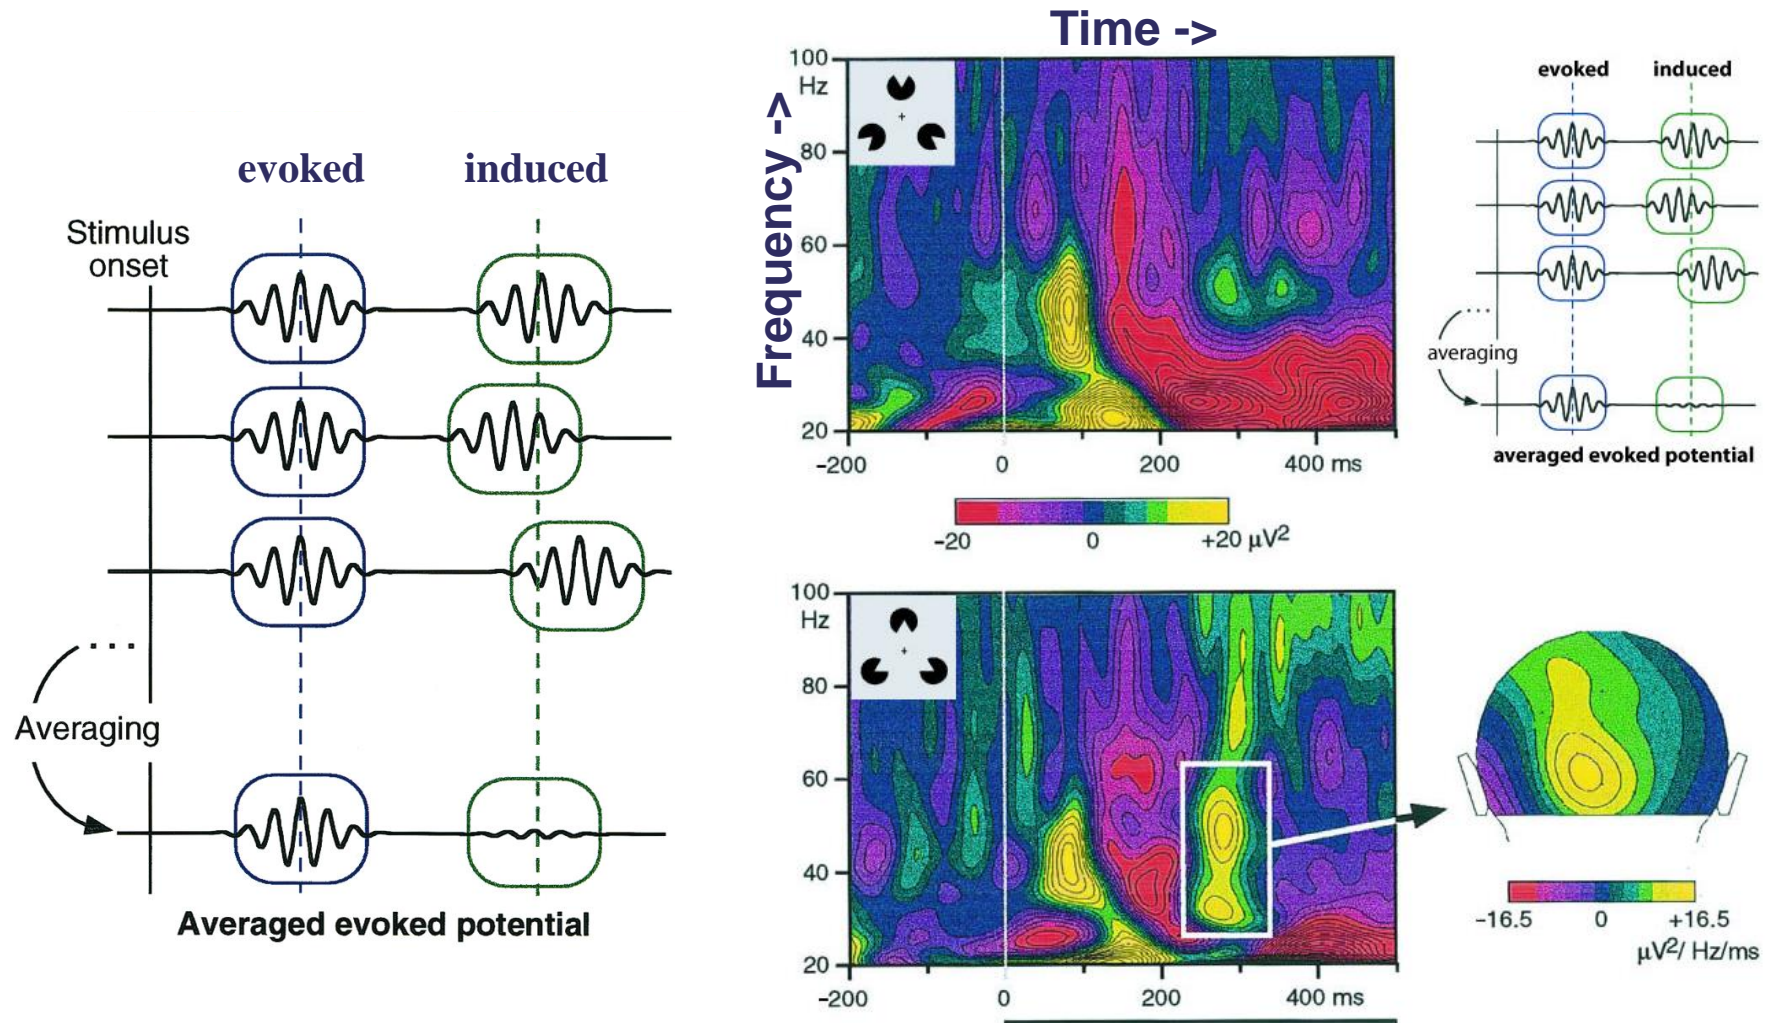 evoked
induced
Stimulus
onset
...
Averaging
Averaged evoked potential
Time ->
Frequency ->
100
Hz
80
60
40
20
-200
0
200
400 ms
-20
0
+20 µV²
100
Hz
80
60
40
20
-200
0
200
400 ms
evoked
induced
...
averaging
averaged evoked potential
-16.5
0
+16.5
µV²/ Hz/ms